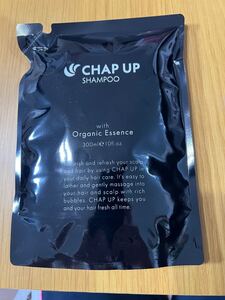 CHAP UP
SHAMPOO
with
Organic Essence
300ml e 10fl.oz
rish and refresh your scalp
and hair by using CHAP UP in
your daily hair care. It's easy to
lather and gently massage into
your hair and scalp with rich
bubbles. CHAP UP keeps you
and your hair fresh all time.